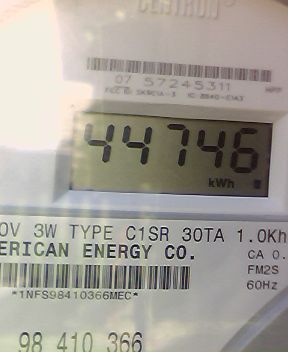 CENTRON®
07 57245311
44746
kWh
0V 3W TYPE C1SR 30TA 1.0Kh
ERICAN ENERGY CO.
CA 0.
FM2S
60Hz
*1NFS98410366MEC*
98 410 366